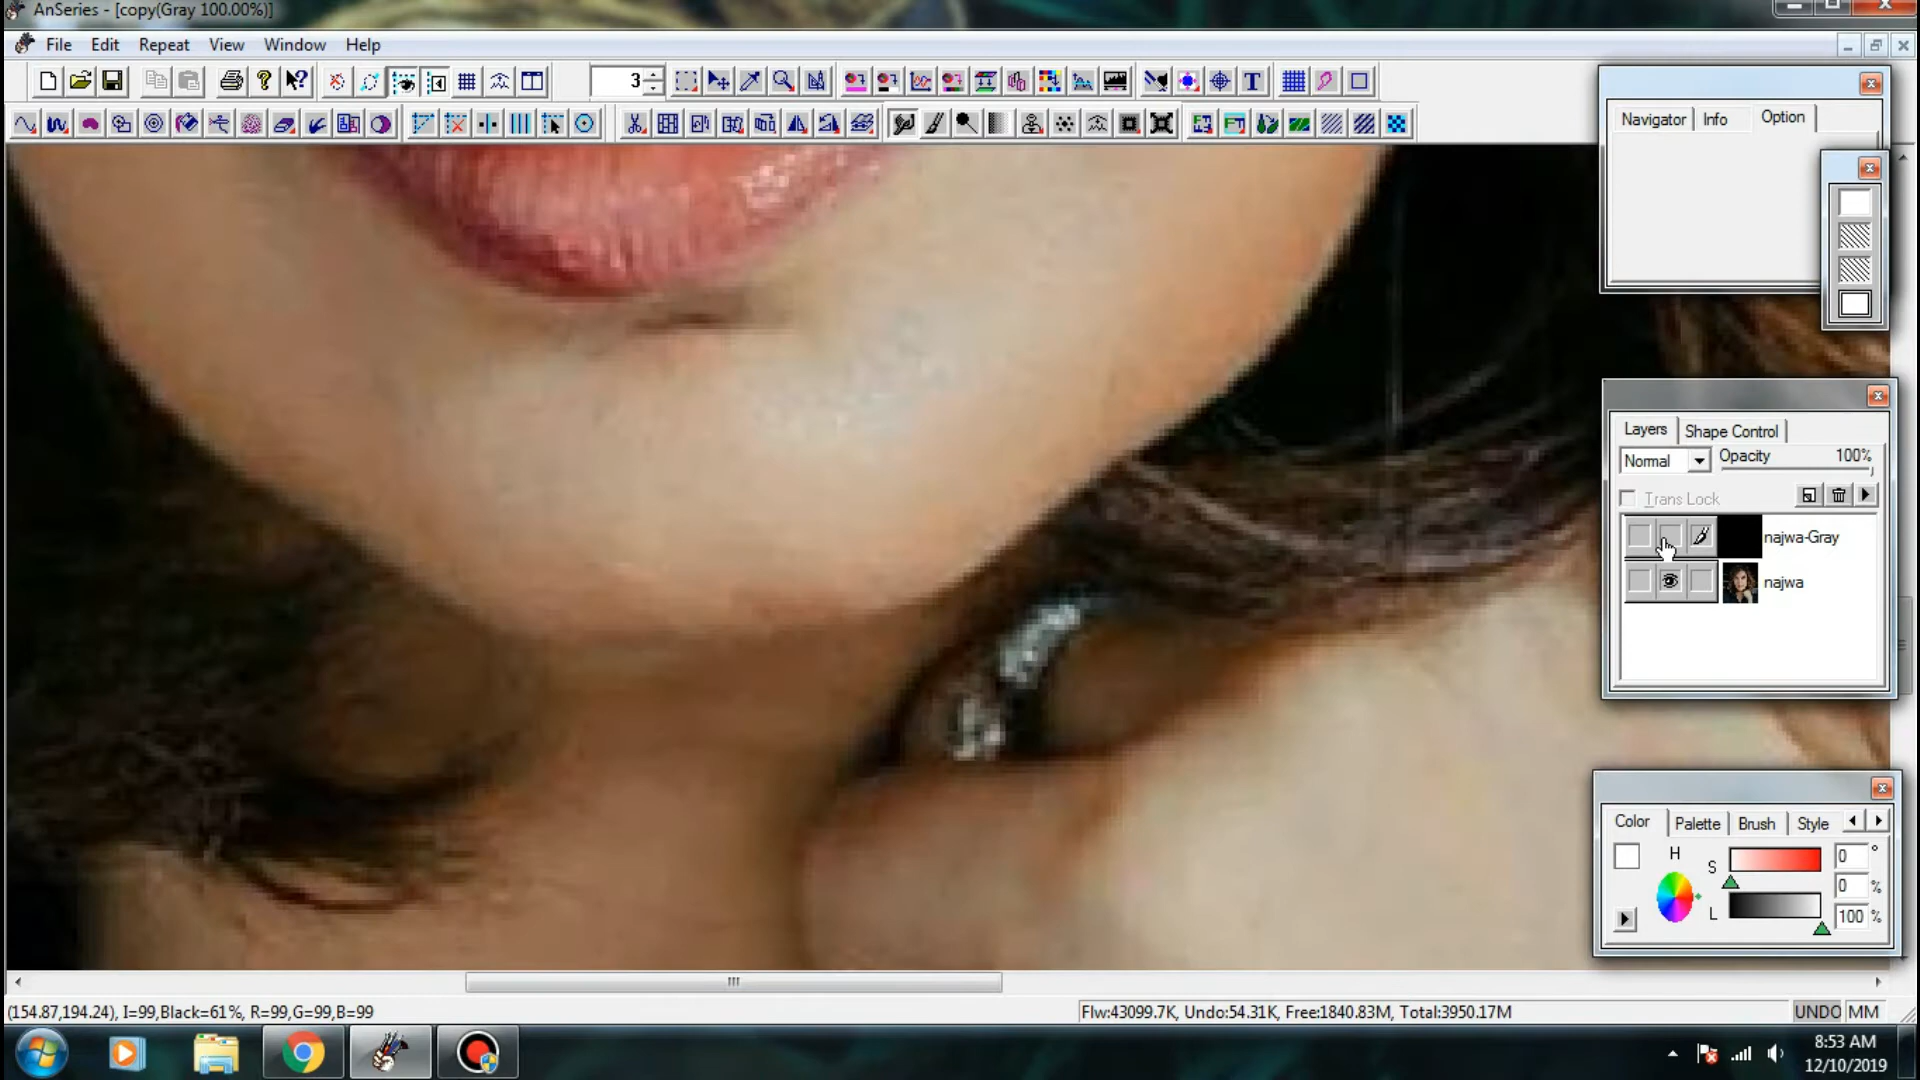 AnSeries - [copy(Gray 100.00%)]
File Edit Repeat View Window Help
3
Navigator Info Option
Layers Shape Control
Normal Opacity 100%
Trans Lock
najwa-Gray
najwa
Color Palette Brush Style
H S 0 °
0 %
L 100 %
(154.87,194.24), I=99,Black=61%, R=99,G=99,B=99
Flw:43099.7K, Undo:54.31K, Free:1840.83M, Total:3950.17M
UNDO MM
8:53 AM
12/10/2019